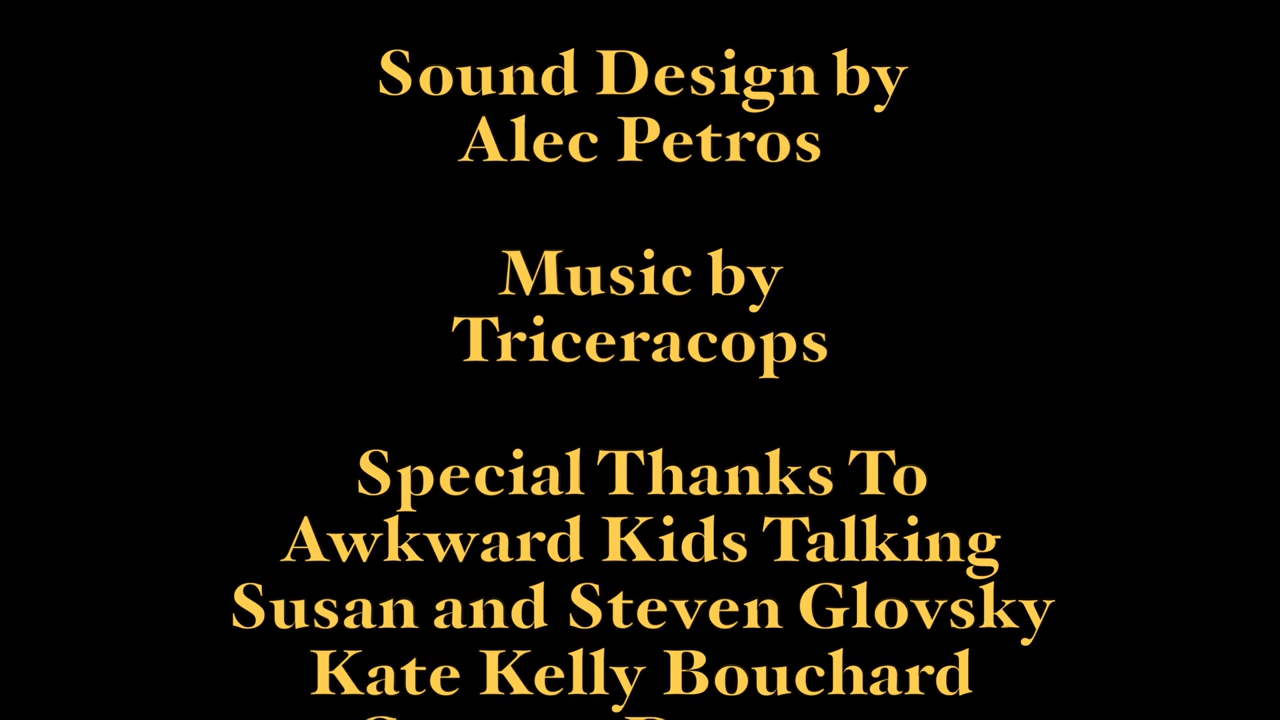 Sound Design by
Alec Petros
Music by
Triceracops
Special Thanks To
Awkward Kids Talking
Susan and Steven Glovsky
Kate Kelly Bouchard